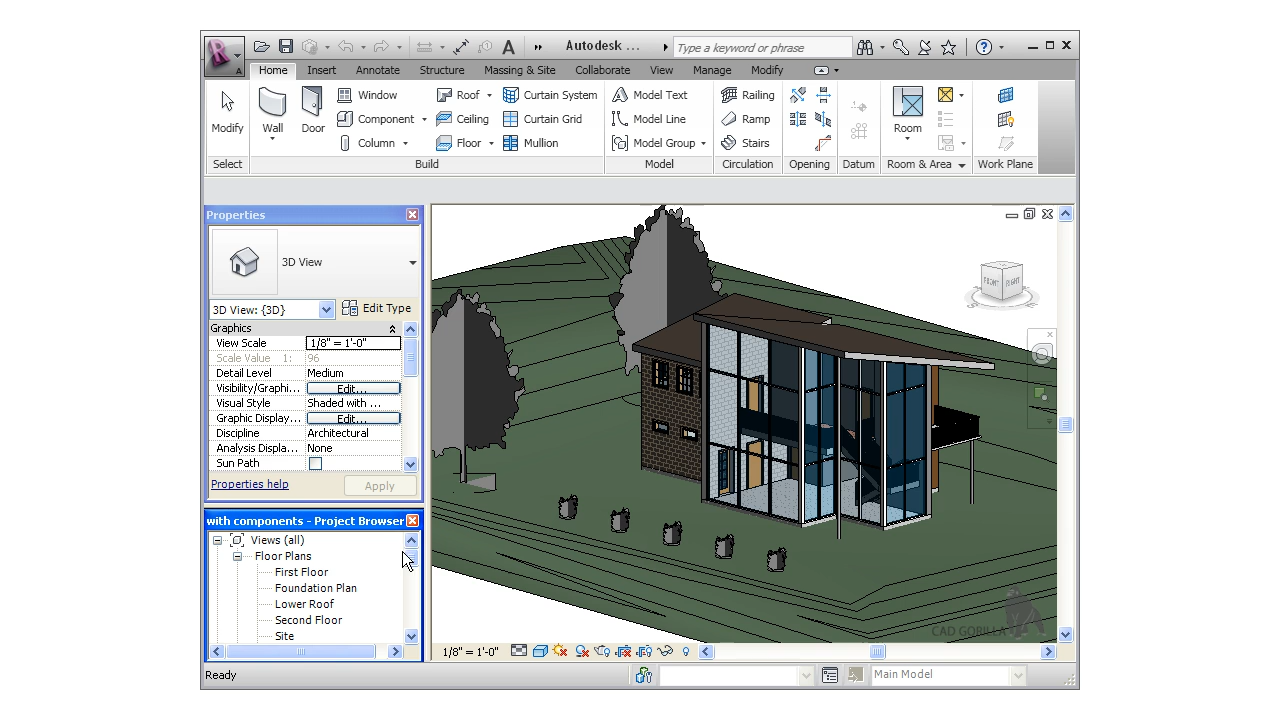 Autodesk ...
Type a keyword or phrase
Home Insert Annotate Structure Massing & Site Collaborate View Manage Modify
Modify
Wall
Door
Window
Component
Column
Roof
Ceiling
Floor
Curtain System
Curtain Grid
Mullion
Model Text
Model Line
Model Group
Railing
Ramp
Stairs
Room
Select Build Model Circulation Opening Datum Room & Area Work Plane
Properties
3D View
3D View: {3D} Edit Type
Graphics
View Scale 1/8" = 1'-0"
Scale Value 1: 96
Detail Level Medium
Visibility/Graphi... Edit...
Visual Style Shaded with ...
Graphic Display... Edit...
Discipline Architectural
Analysis Displa... None
Sun Path
Properties help Apply
with components - Project Browser
Views (all)
Floor Plans
First Floor
Foundation Plan
Lower Roof
Second Floor
Site
FRONT RIGHT
CAD GORILLA
1/8" = 1'-0"
Ready
Main Model